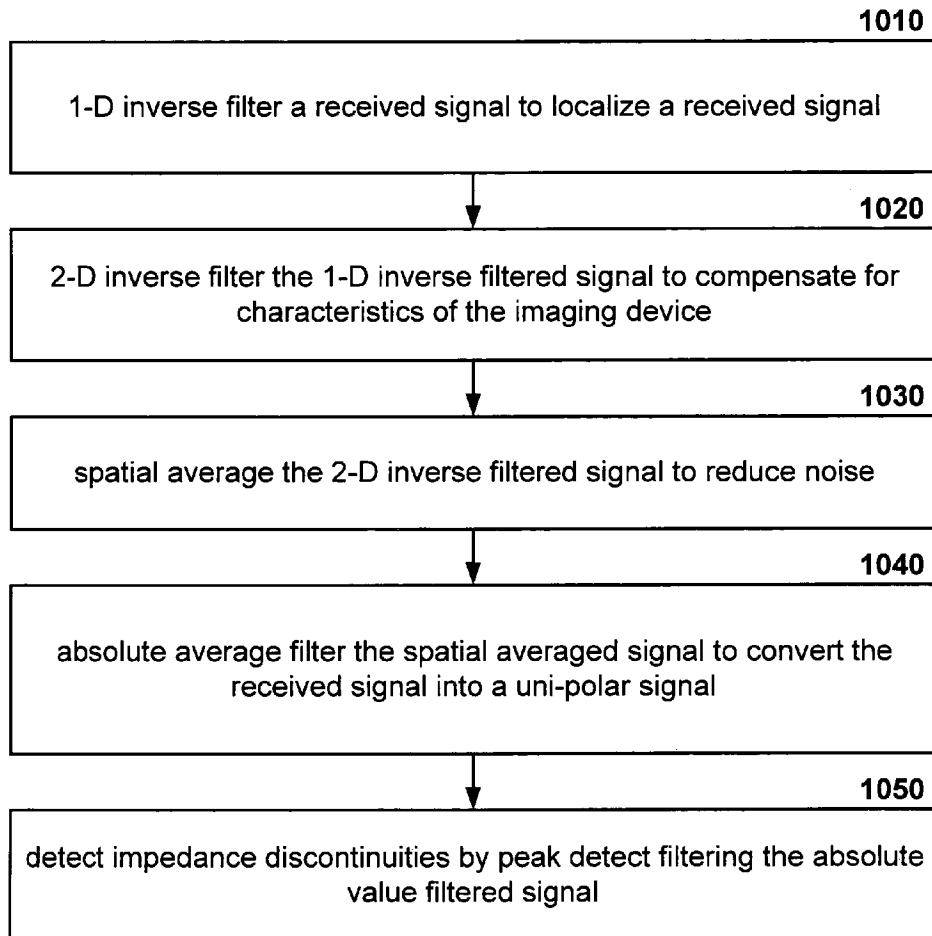 1010
1-D inverse filter a received signal to localize a received signal
1020
2-D inverse filter the 1-D inverse filtered signal to compensate for
characteristics of the imaging device
1030
spatial average the 2-D inverse filtered signal to reduce noise
1040
absolute average filter the spatial averaged signal to convert the
received signal into a uni-polar signal
1050
detect impedance discontinuities by peak detect filtering the absolute
value filtered signal